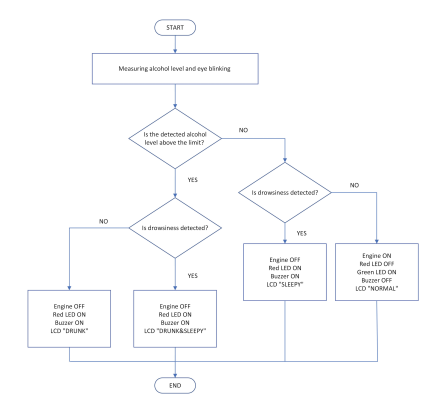 START
Measuring alcohol level and eye blinking
Is the detected alcohol
level above the limit?
NO
YES
Is drowsiness detected?
NO
YES
Is drowsiness detected?
NO
YES
Engine OFF
Red LED ON
Buzzer ON
LCD "DRUNK"
Engine OFF
Red LED ON
Buzzer ON
LCD "DRUNK&SLEEPY"
Engine OFF
Red LED ON
Buzzer ON
LCD "SLEEPY"
Engine ON
Red LED OFF
Green LED ON
Buzzer OFF
LCD "NORMAL"
END